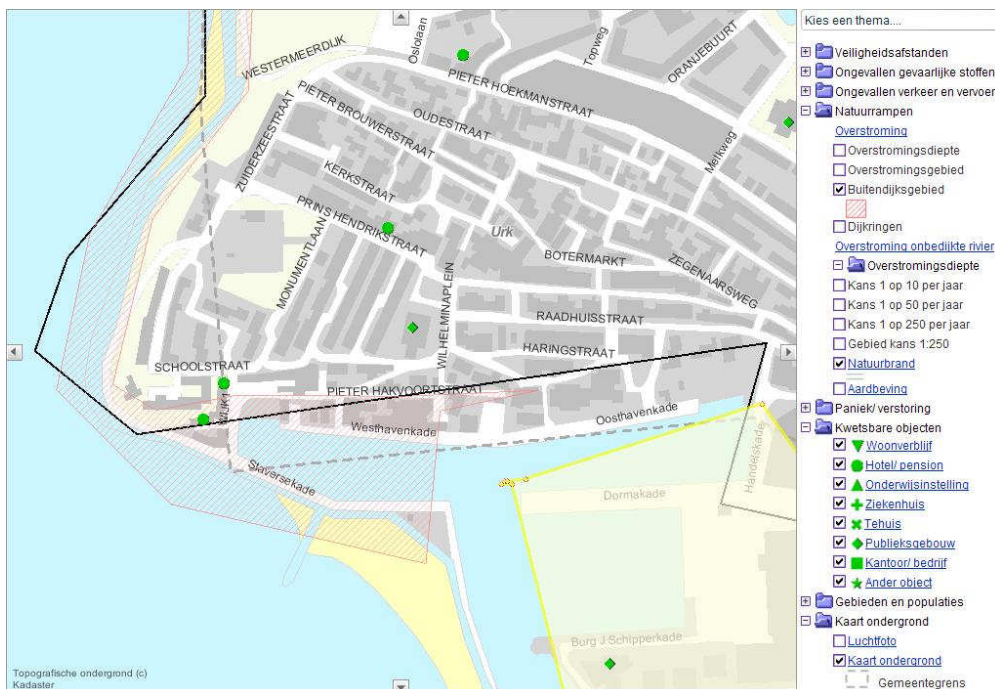 Oslolaan
Topweg
ORANJEBUURT
WESTERMEERDIJK
PIETER HOEKMANSTRAAT
OUDESTRAAT
PIETER BROUWERSTRAAT
ZUIDERZEESTRAAT
Melkweg
KERKSTRAAT
PRINS HENDRIKSTRAAT
Urk
MONUMENTLAAN
BOTERMARKT
ZEGENAARSWEG
WILHELMINAPLEIN
RAADHUISSTRAAT
HARINGSTRAAT
SCHOOLSTRAAT
PIETER HAKVOORTSTRAAT
WIJK1
Westhavenkade
Oosthavenkade
Staversekade
Handelskade
Dormakade
Burg J Schipperkade
Topografische ondergrond (c)
Kadaster
Kies een thema....
Veiligheidsafstanden
Ongevallen gevaarlijke stoffen
Ongevallen verkeer en vervoer
Natuurrampen
Overstroming
Overstromingsdiepte
Overstromingsgebied
Buitendijksgebied
Dijkringen
Overstroming onbedijkte rivier
Overstromingsdiepte
Kans 1 op 10 per jaar
Kans 1 op 50 per jaar
Kans 1 op 250 per jaar
Gebied kans 1:250
Natuurbrand
Aardbeving
Paniek/ verstoring
Kwetsbare objecten
Woonverblijf
Hotel/ pension
Onderwijsinstelling
Ziekenhuis
Tehuis
Publieksgebouw
Kantoor/ bedrijf
Ander object
Gebieden en populaties
Kaart ondergrond
Luchtfoto
Kaart ondergrond
Gemeentegrens